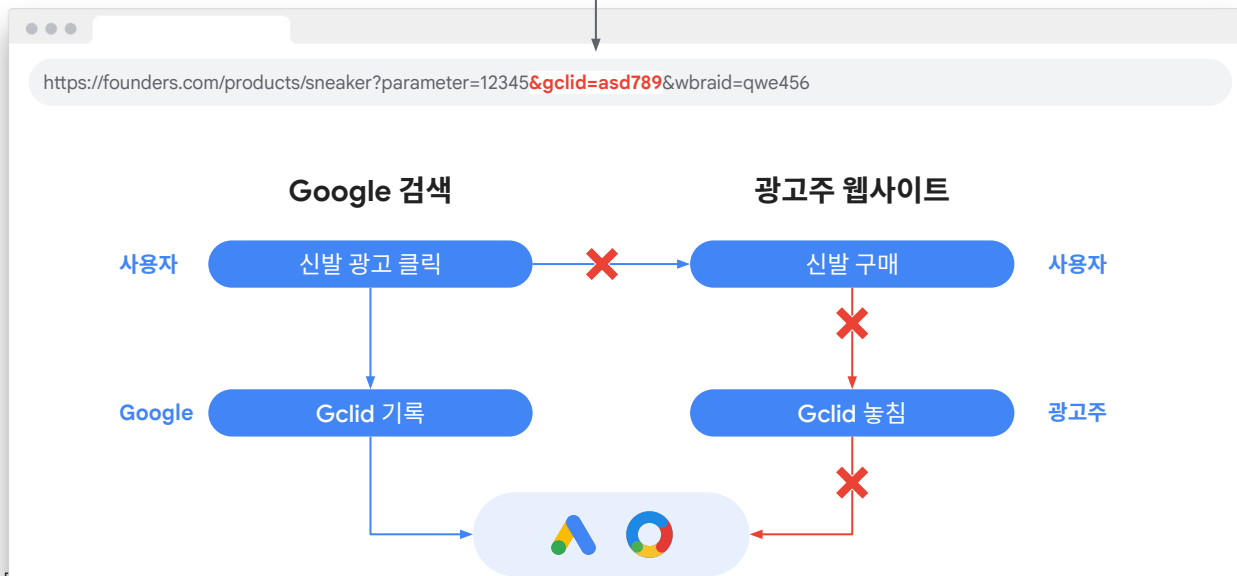 https://founders.com/products/sneaker?parameter=12345&gclid=asd789&wbraid=qwe456
Google 검색
광고주 웹사이트
사용자
신발 광고 클릭
신발 구매
사용자
Google
Gclid 기록
Gclid 놓침
광고주